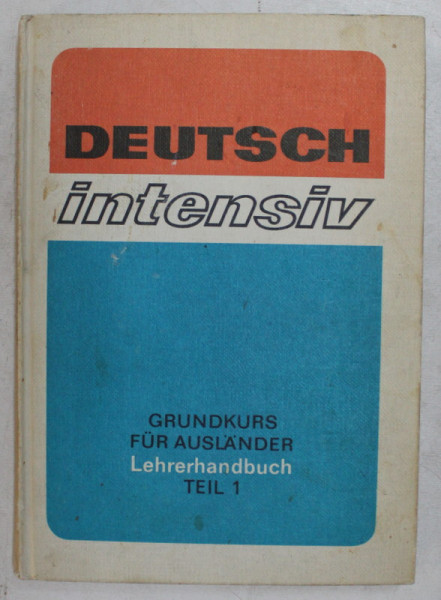 DEUTSCH
intensiv
GRUNDKURS
FÜR AUSLÄNDER
Lehrerhandbuch
TEIL 1